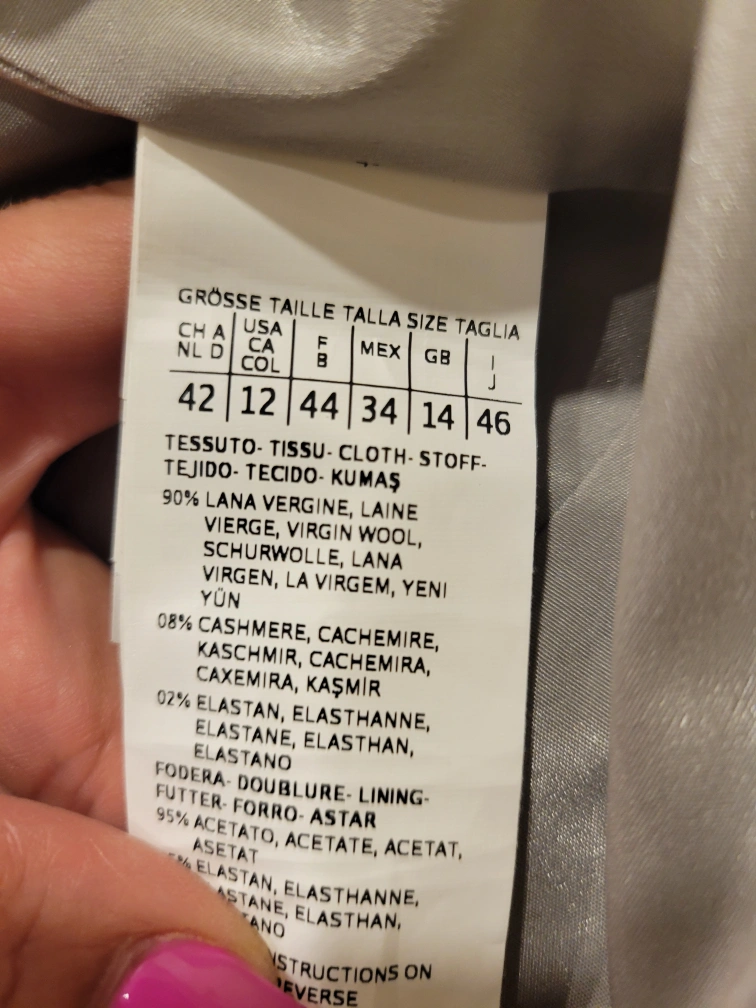 GRÖSSE TAILLE TALLA SIZE TAGLIA
CH A NL D | USA CA COL | F B | MEX | GB | I J
42 | 12 | 44 | 34 | 14 | 46
TESSUTO- TISSU- CLOTH- STOFF-
TEJIDO- TECIDO- KUMAŞ
90% LANA VERGINE, LAINE
VIERGE, VIRGIN WOOL,
SCHURWOLLE, LANA
VIRGEN, LA VIRGEM, YENI
YÜN
08% CASHMERE, CACHEMIRE,
KASCHMIR, CACHEMIRA,
CAXEMIRA, KAŞMİR
02% ELASTAN, ELASTHANNE,
ELASTANE, ELASTHAN,
ELASTANO
FODERA- DOUBLURE- LINING-
FUTTER- FORRO- ASTAR
95% ACETATO, ACETATE, ACETAT,
ASETAT
ELASTAN, ELASTHANNE,
ELASTHAN,
ON